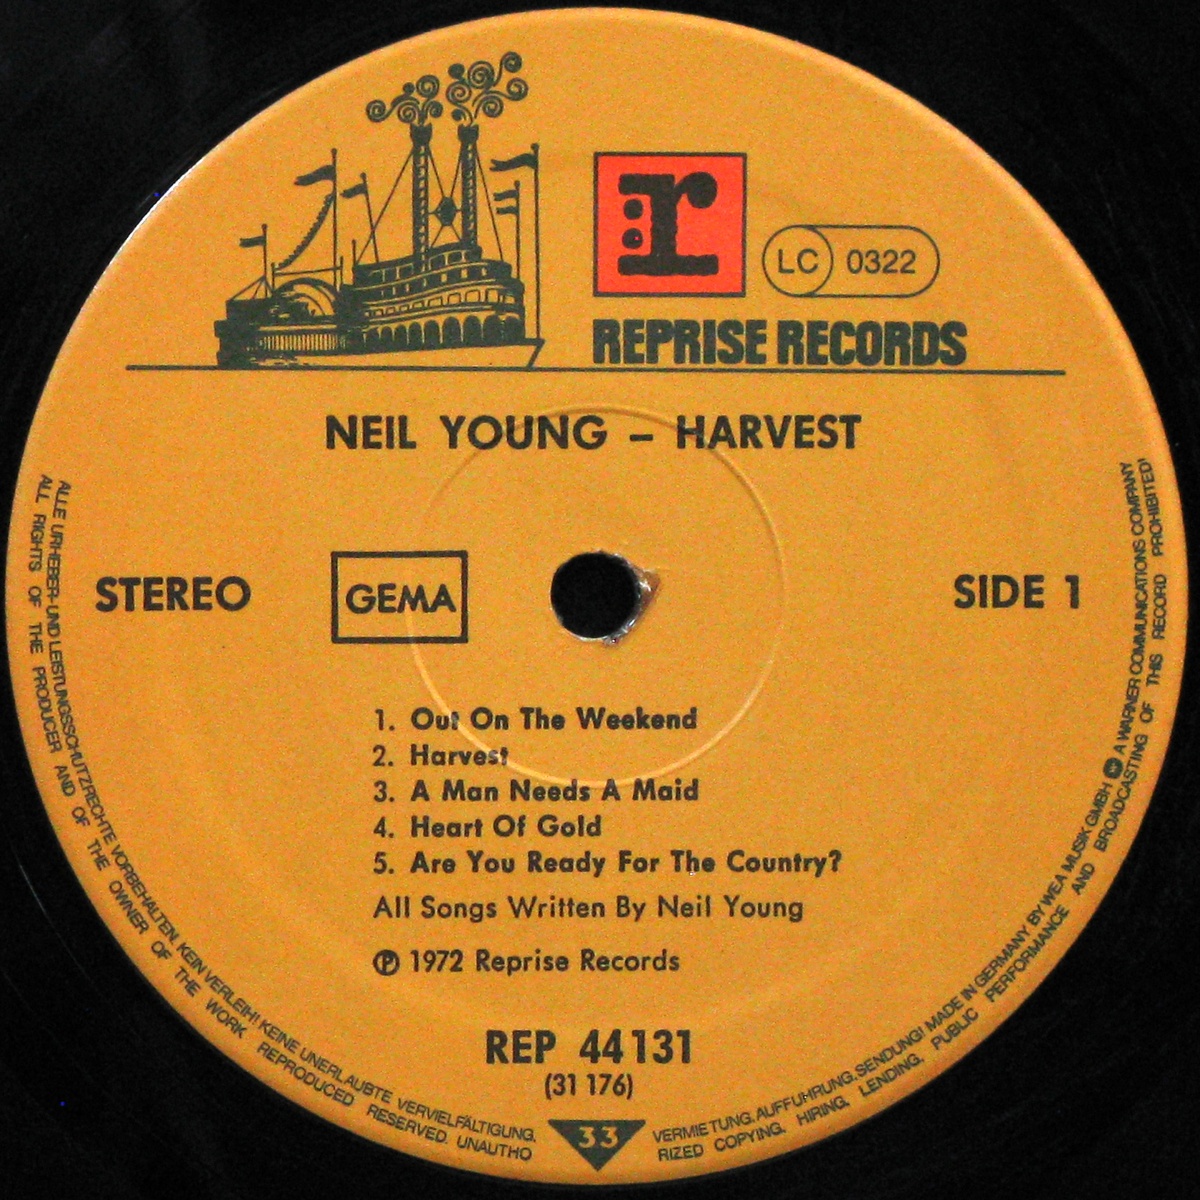 r
LC 0322
REPRISE RECORDS
NEIL YOUNG – HARVEST
STEREO
GEMA
SIDE 1
1. Out On The Weekend
2. Harvest
3. A Man Needs A Maid
4. Heart Of Gold
5. Are You Ready For The Country?
All Songs Written By Neil Young
℗ 1972 Reprise Records
REP 44131
(31 176)
33
ALLE URHEBER- UND LEISTUNGSSCHUTZRECHTE VORBEHALTEN. KEIN VERLEIH! KEINE UNERLAUBTE VERVIELFÄLTIGUNG, VERMIETUNG, AUFFÜHRUNG, SENDUNG! MADE IN GERMANY BY WEA MUSIK GMBH W A WARNER COMMUNICATIONS COMPANY
ALL RIGHTS OF THE PRODUCER AND OF THE OWNER OF THE WORK REPRODUCED RESERVED. UNAUTHORIZED COPYING, HIRING, LENDING, PUBLIC PERFORMANCE AND BROADCASTING OF THIS RECORD PROHIBITED!